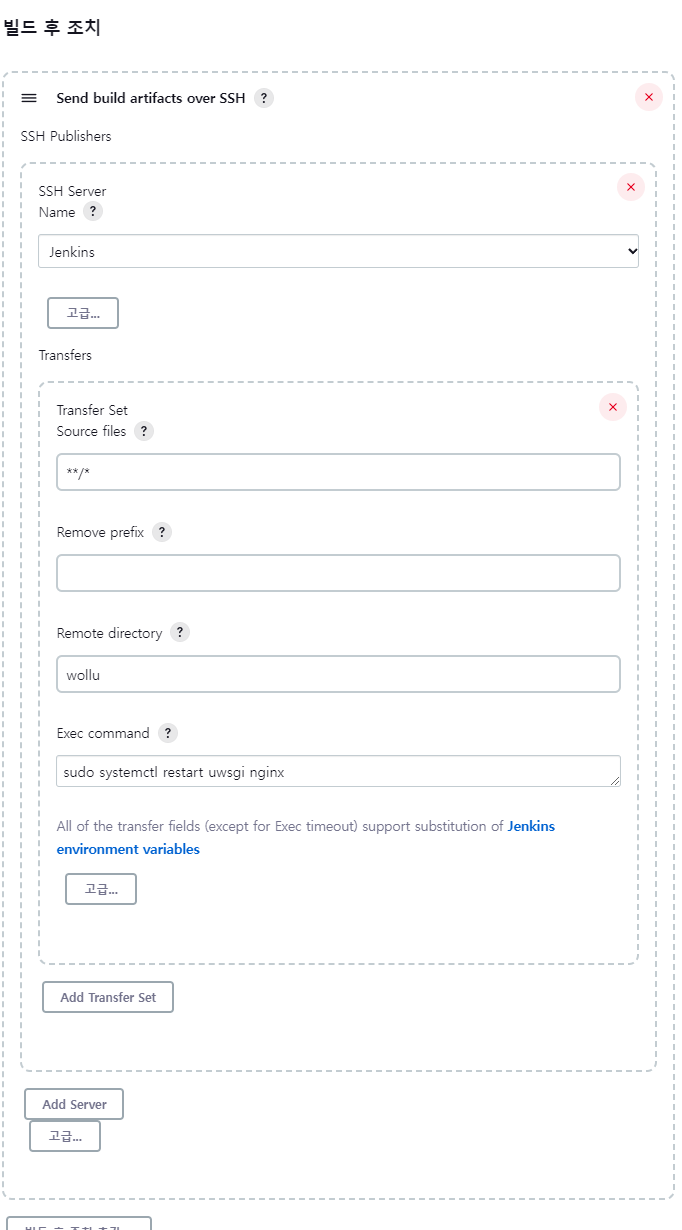 빌드 후 조치
Send build artifacts over SSH ?
SSH Publishers
SSH Server
Name ?
Jenkins
고급...
Transfers
Transfer Set
Source files ?
**/*
Remove prefix ?
Remote directory ?
wollu
Exec command ?
sudo systemctl restart uwsgi nginx
All of the transfer fields (except for Exec timeout) support substitution of Jenkins
environment variables
고급...
Add Transfer Set
Add Server
고급...